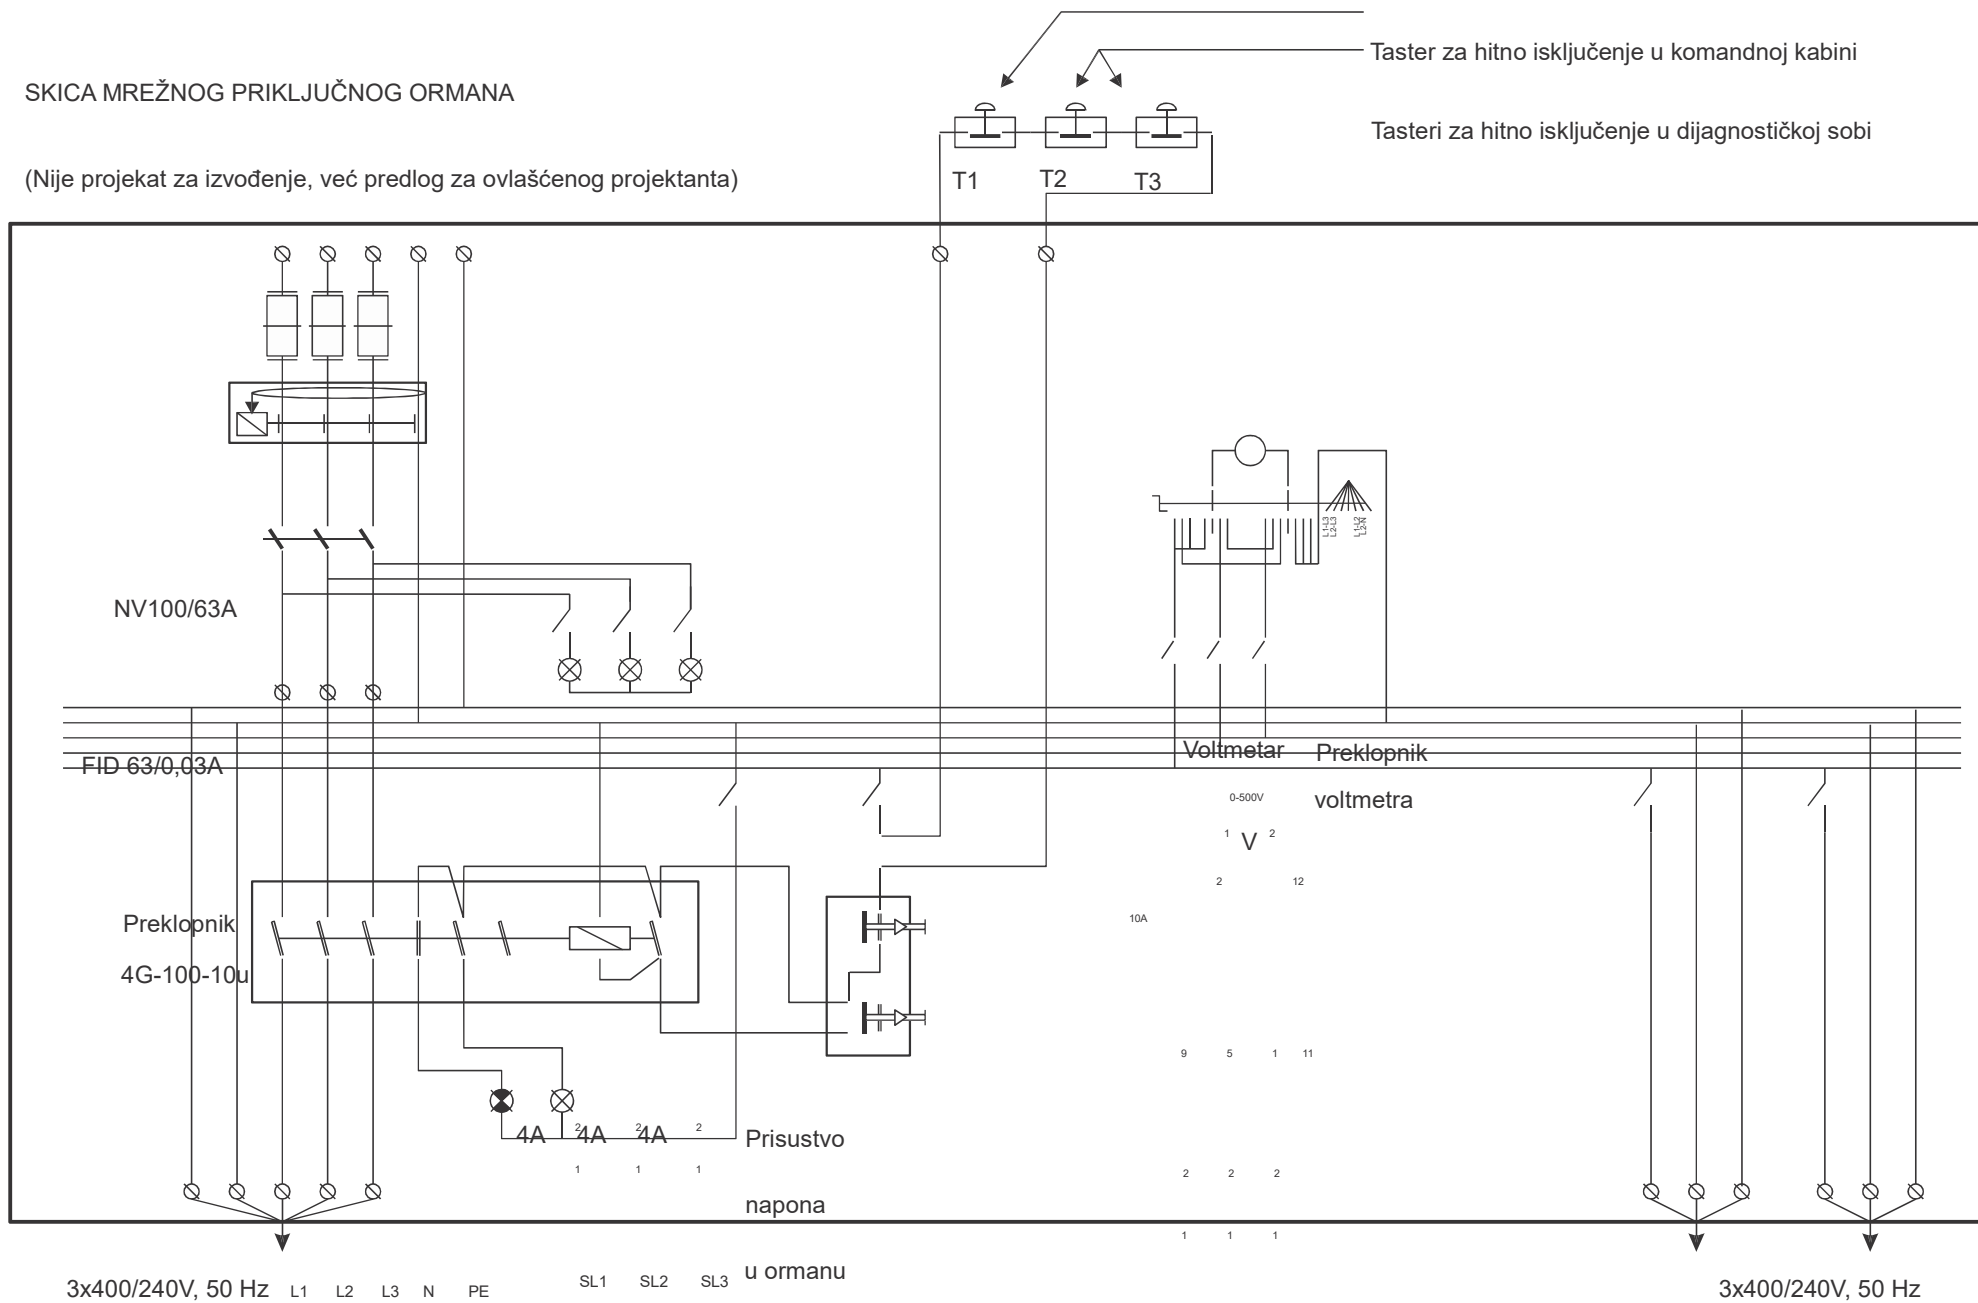 Taster za hitno isključenje u komandnoj kabini
SKICA MREŽNOG PRIKLJUČNOG ORMANA
Tasteri za hitno isključenje u dijagnostičkoj sobi
(Nije projekat za izvođenje, već predlog za ovlašćenog projektanta)
T1 T2 T3
L1-L3
L2-L3
L1-L2
L2-N
NV100/63A
FID 63/0,03A
Voltmetar Preklopnik
0-500V voltmetra
1 V 2
2 12
10A
Preklopnik
4G-100-10u
9 5 1 11
4A 2 4A 2 4A 2 Prisustvo
1 1 1
2 2 2
napona
1 1 1
u ormanu
3x400/240V, 50 Hz L1 L2 L3 N PE SL1 SL2 SL3 3x400/240V, 50 Hz